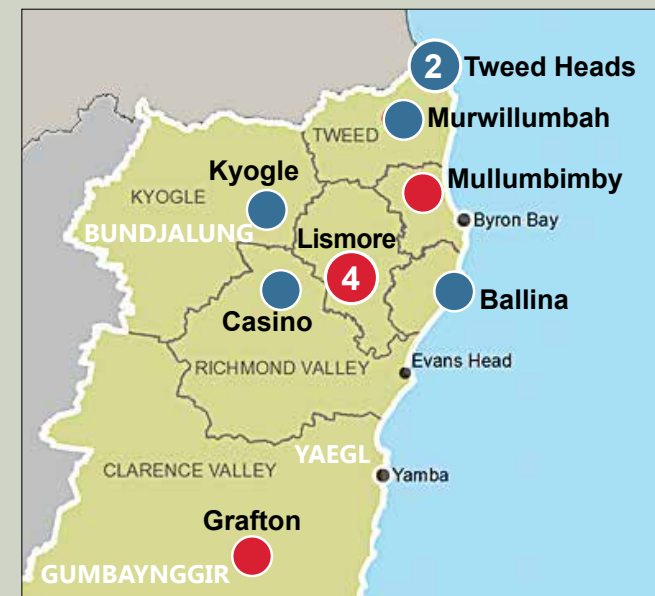 2 Tweed Heads
Murwillumbah
TWEED
Kyogle
Mullumbimby
KYOGLE
BUNDJALUNG
Lismore
Byron Bay
4
Ballina
Casino
Evans Head
RICHMOND VALLEY
YAEGL
CLARENCE VALLEY
Yamba
Grafton
GUMBAYNGGIR